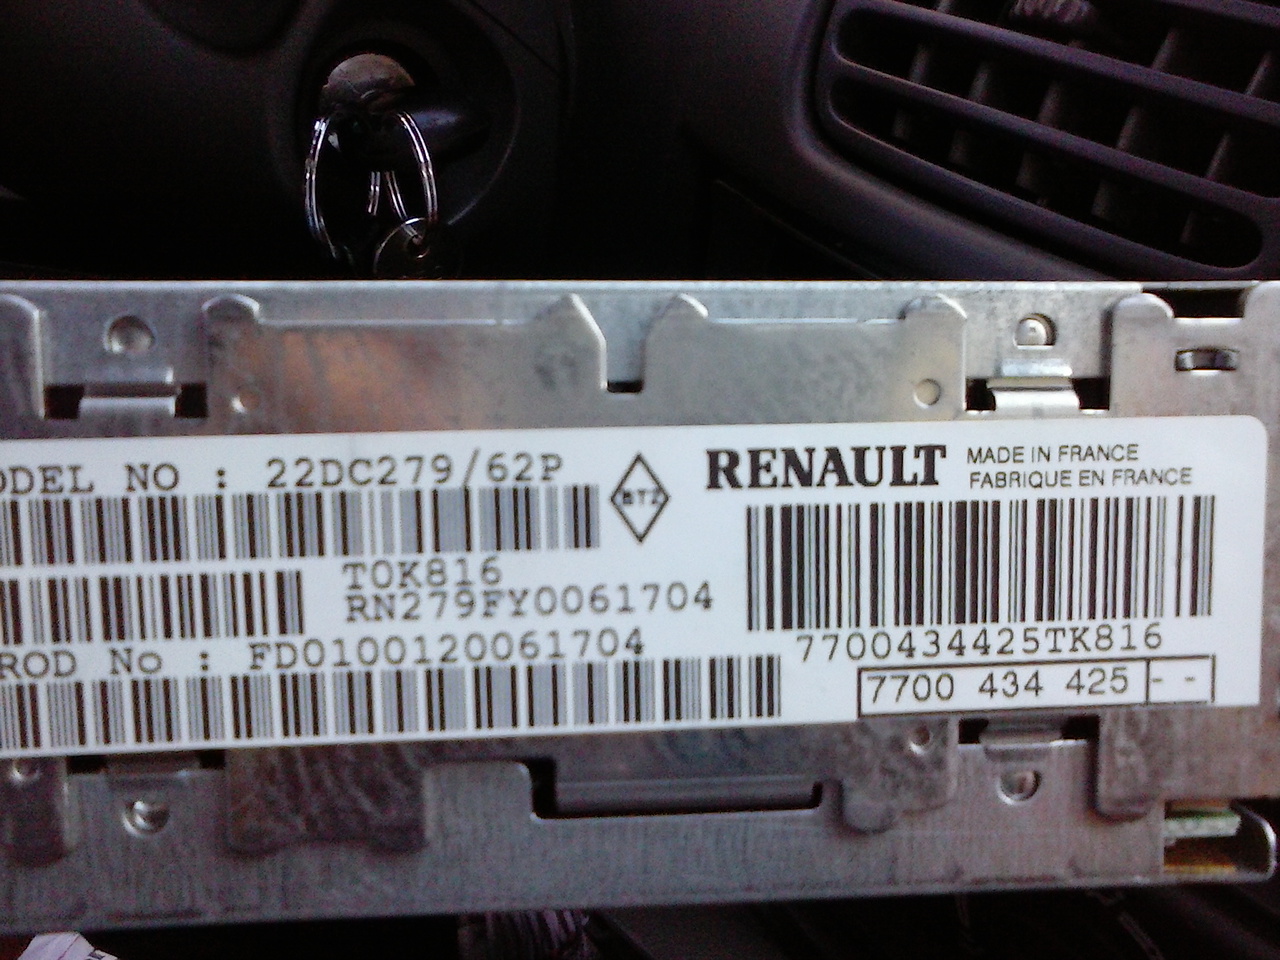 ODEL NO : 22DC279/62P
RENAULT
MADE IN FRANCE
FABRIQUE EN FRANCE
TOK816
RN279FY0061704
ROD No : FD0100120061704
7700434425TK816
7700 434 425 - -